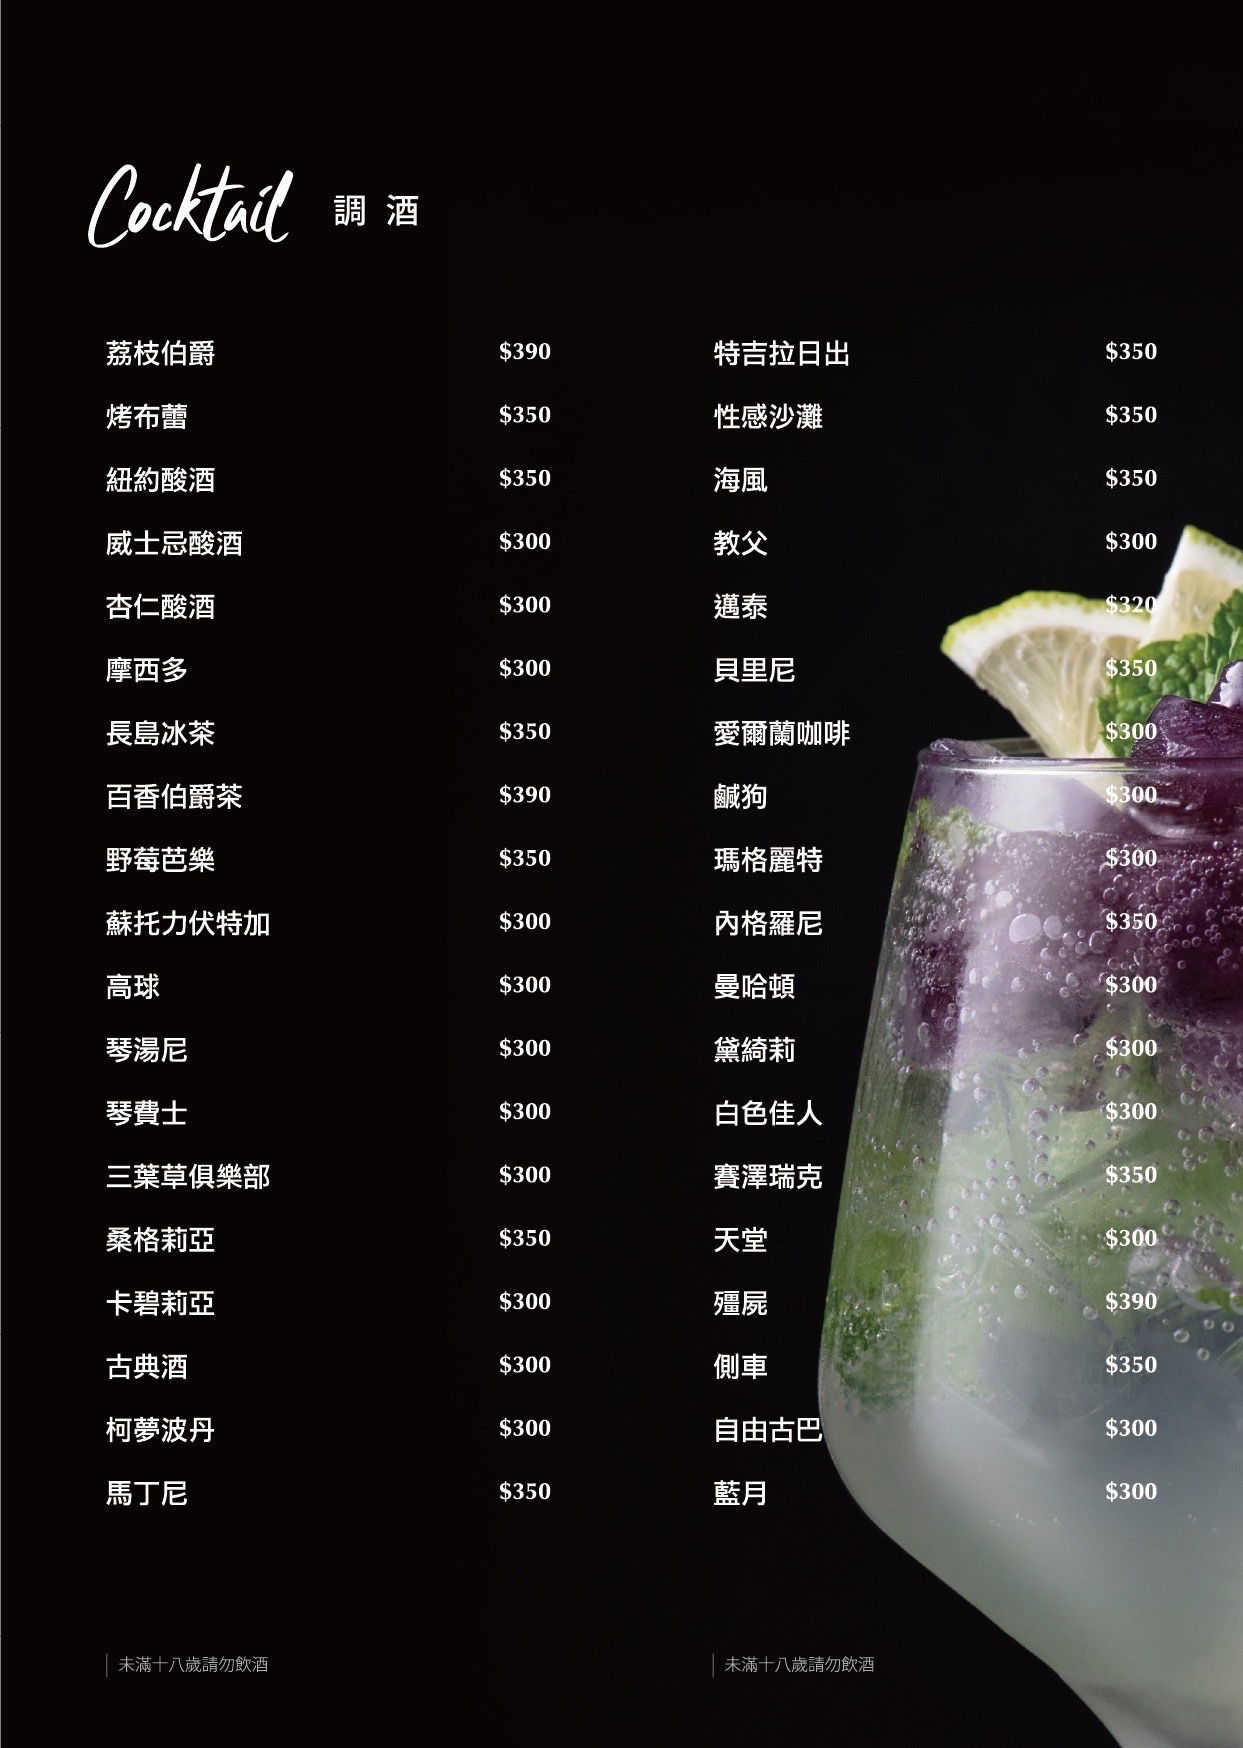 Cocktail 調酒
荔枝伯爵 $390
烤布蕾 $350
紐約酸酒 $350
威士忌酸酒 $300
杏仁酸酒 $300
摩西多 $300
長島冰茶 $350
百香伯爵茶 $390
野莓芭樂 $350
蘇托力伏特加 $300
高球 $300
琴湯尼 $300
琴費士 $300
三葉草俱樂部 $300
桑格莉亞 $350
卡碧莉亞 $300
古典酒 $300
柯夢波丹 $300
馬丁尼 $350
未滿十八歲請勿飲酒
特吉拉日出 $350
性感沙灘 $350
海風 $350
教父 $300
邁泰 $320
貝里尼 $350
愛爾蘭咖啡 $300
鹹狗 $300
瑪格麗特 $300
內格羅尼 $350
曼哈頓 $300
黛綺莉 $300
白色佳人 $300
賽澤瑞克 $350
天堂 $300
殭屍 $390
側車 $350
自由古巴 $300
藍月 $300
未滿十八歲請勿飲酒